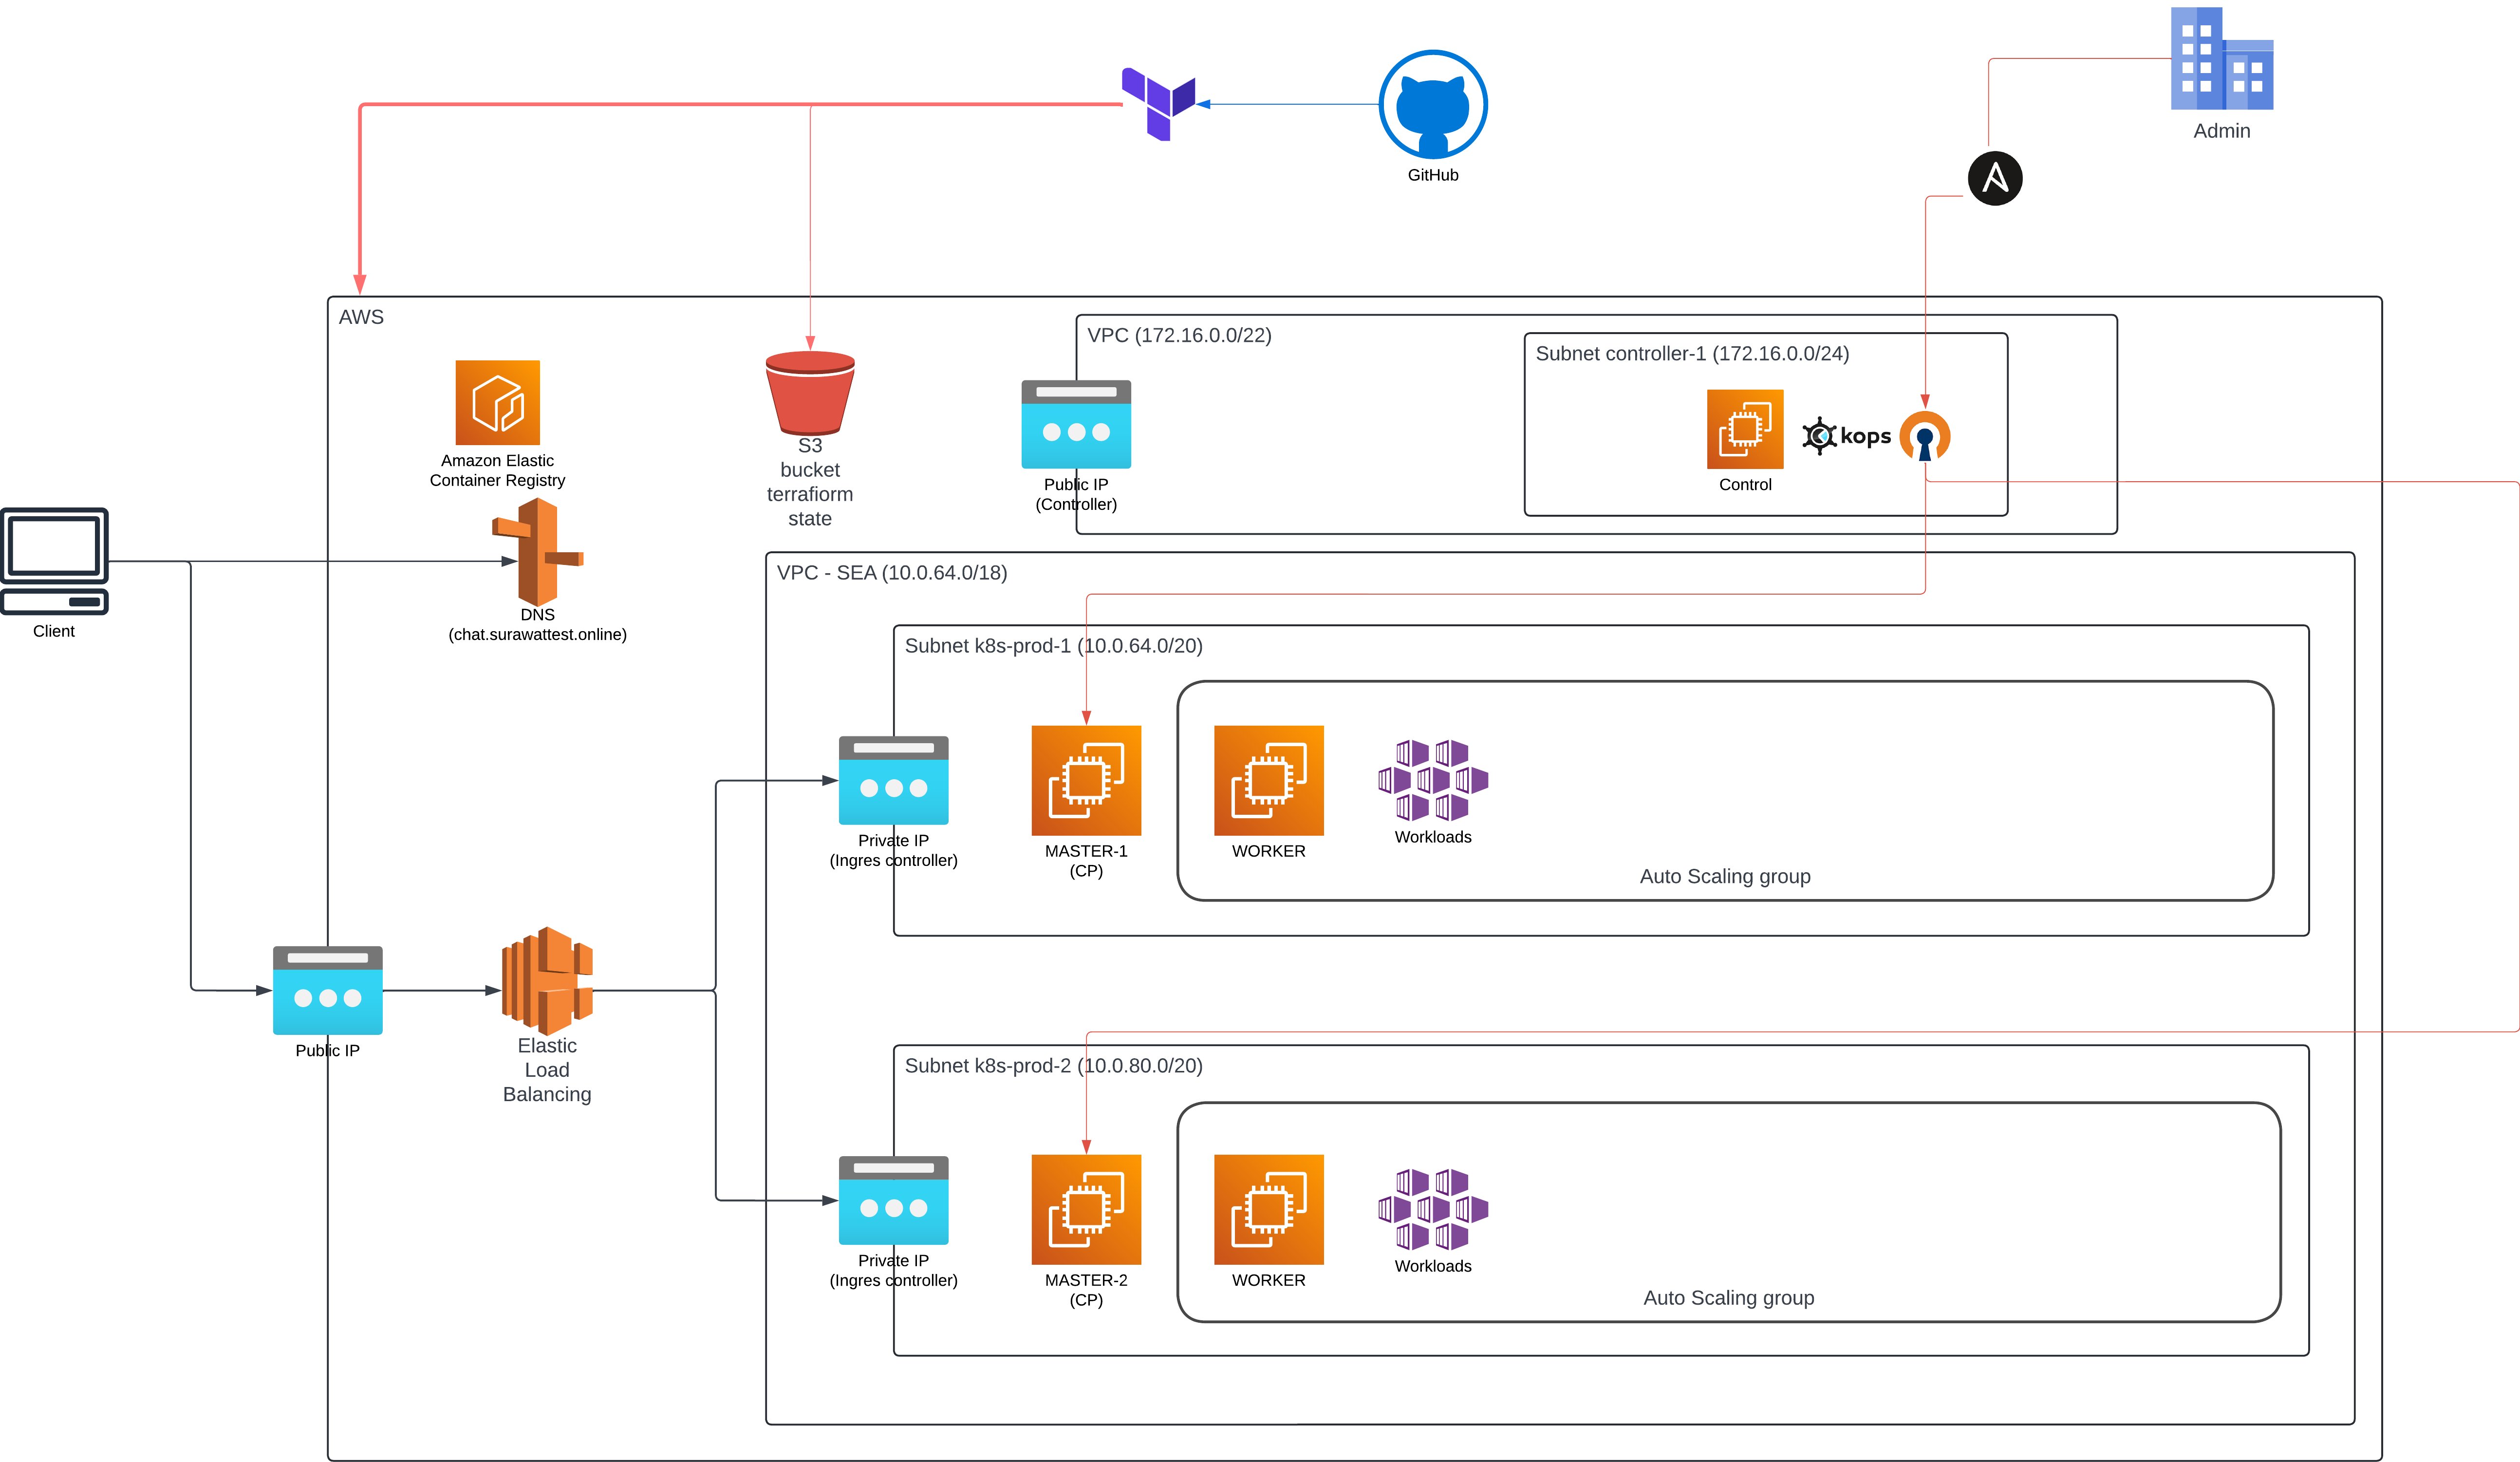 Admin
GitHub
AWS
VPC (172.16.0.0/22)
Subnet controller-1 (172.16.0.0/24)
Amazon Elastic
Container Registry
S3
bucket
terrafiorm
state
Public IP
(Controller)
Control
kops
Client
DNS
(chat.surawattest.online)
VPC - SEA (10.0.64.0/18)
Subnet k8s-prod-1 (10.0.64.0/20)
Private IP
(Ingres controller)
MASTER-1
(CP)
WORKER
Workloads
Auto Scaling group
Public IP
Elastic
Load
Balancing
Subnet k8s-prod-2 (10.0.80.0/20)
Private IP
(Ingres controller)
MASTER-2
(CP)
WORKER
Workloads
Auto Scaling group